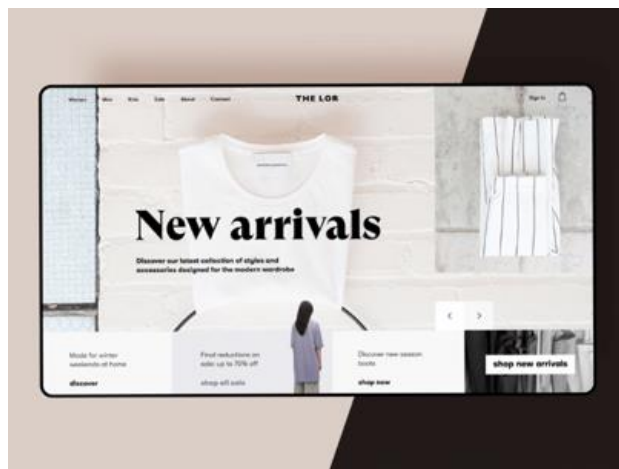 Women Men Kids Sale About Contact
THE LOR
Sign In
New arrivals
Discover our latest collection of styles and
accessories designed for the modern wardrobe
Made for winter
weekends at home
discover
Final reductions on
sale: up to 70% off
shop all sale
Discover new season
boots
shop now
shop new arrivals